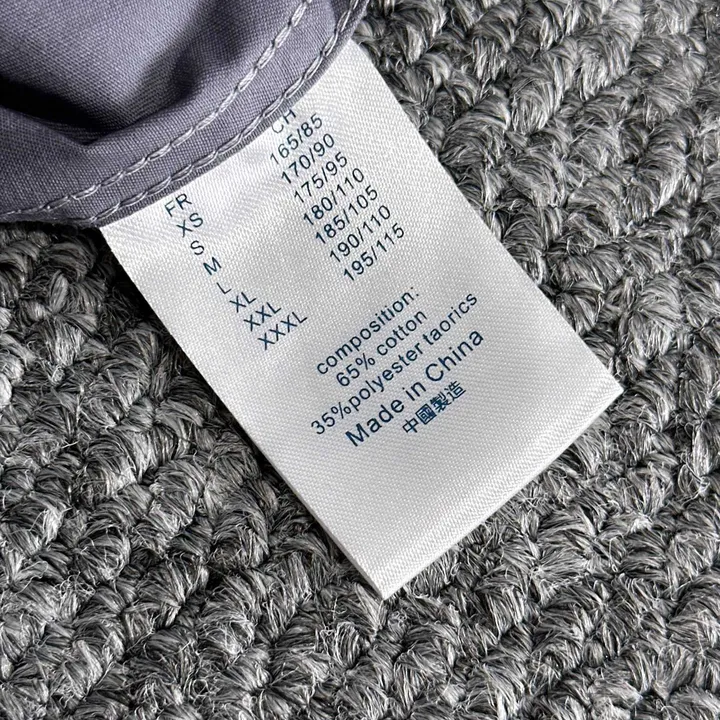 FR CH
XS 165/85
S 170/90
M 175/95
L 180/110
XL 185/105
XXL 190/110
XXXL 195/115
composition:
65% cotton
35%polyester taorics
Made in China
中國製造